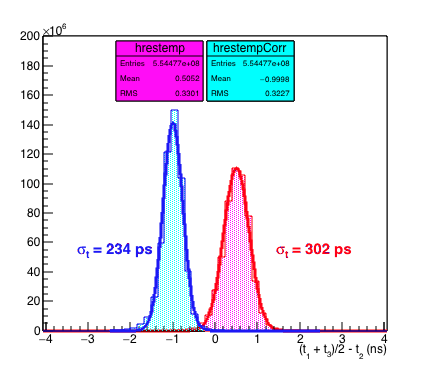 ×10⁶
hrestemp
Entries 5.54477e+08
Mean 0.5052
RMS 0.3301
hrestempCorr
Entries 5.54477e+08
Mean −0.9998
RMS 0.3227
200
180
160
140
120
100
80
60
40
20
0
σt = 234 ps
σt = 302 ps
−4 −3 −2 −1 0 1 2 3 4
(t1 + t3)/2 - t2 (ns)